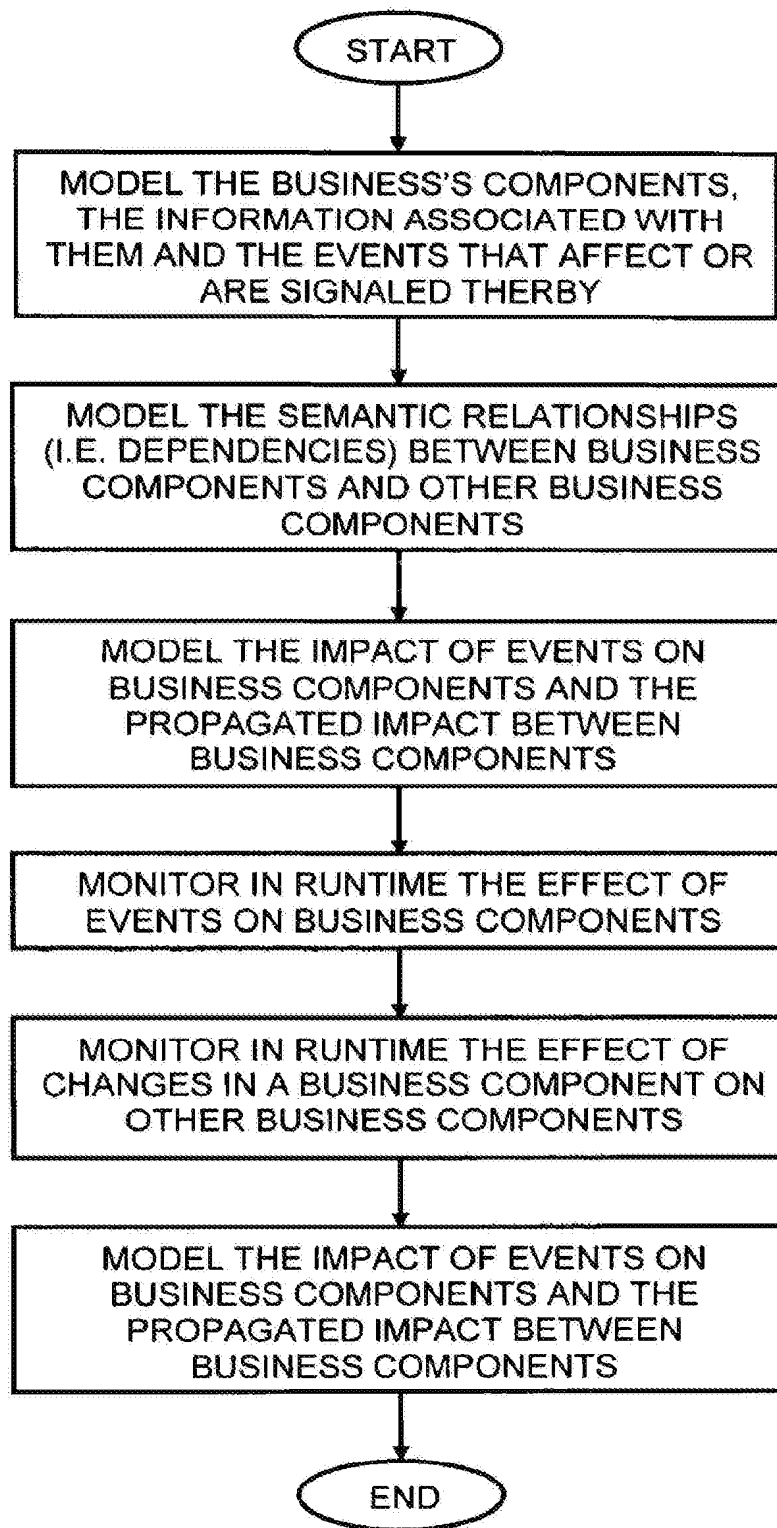 START
MODEL THE BUSINESS'S COMPONENTS,
THE INFORMATION ASSOCIATED WITH
THEM AND THE EVENTS THAT AFFECT OR
ARE SIGNALED THERBY
MODEL THE SEMANTIC RELATIONSHIPS
(I.E. DEPENDENCIES) BETWEEN BUSINESS
COMPONENTS AND OTHER BUSINESS
COMPONENTS
MODEL THE IMPACT OF EVENTS ON
BUSINESS COMPONENTS AND THE
PROPAGATED IMPACT BETWEEN
BUSINESS COMPONENTS
MONITOR IN RUNTIME THE EFFECT OF
EVENTS ON BUSINESS COMPONENTS
MONITOR IN RUNTIME THE EFFECT OF
CHANGES IN A BUSINESS COMPONENT ON
OTHER BUSINESS COMPONENTS
MODEL THE IMPACT OF EVENTS ON
BUSINESS COMPONENTS AND THE
PROPAGATED IMPACT BETWEEN
BUSINESS COMPONENTS
END